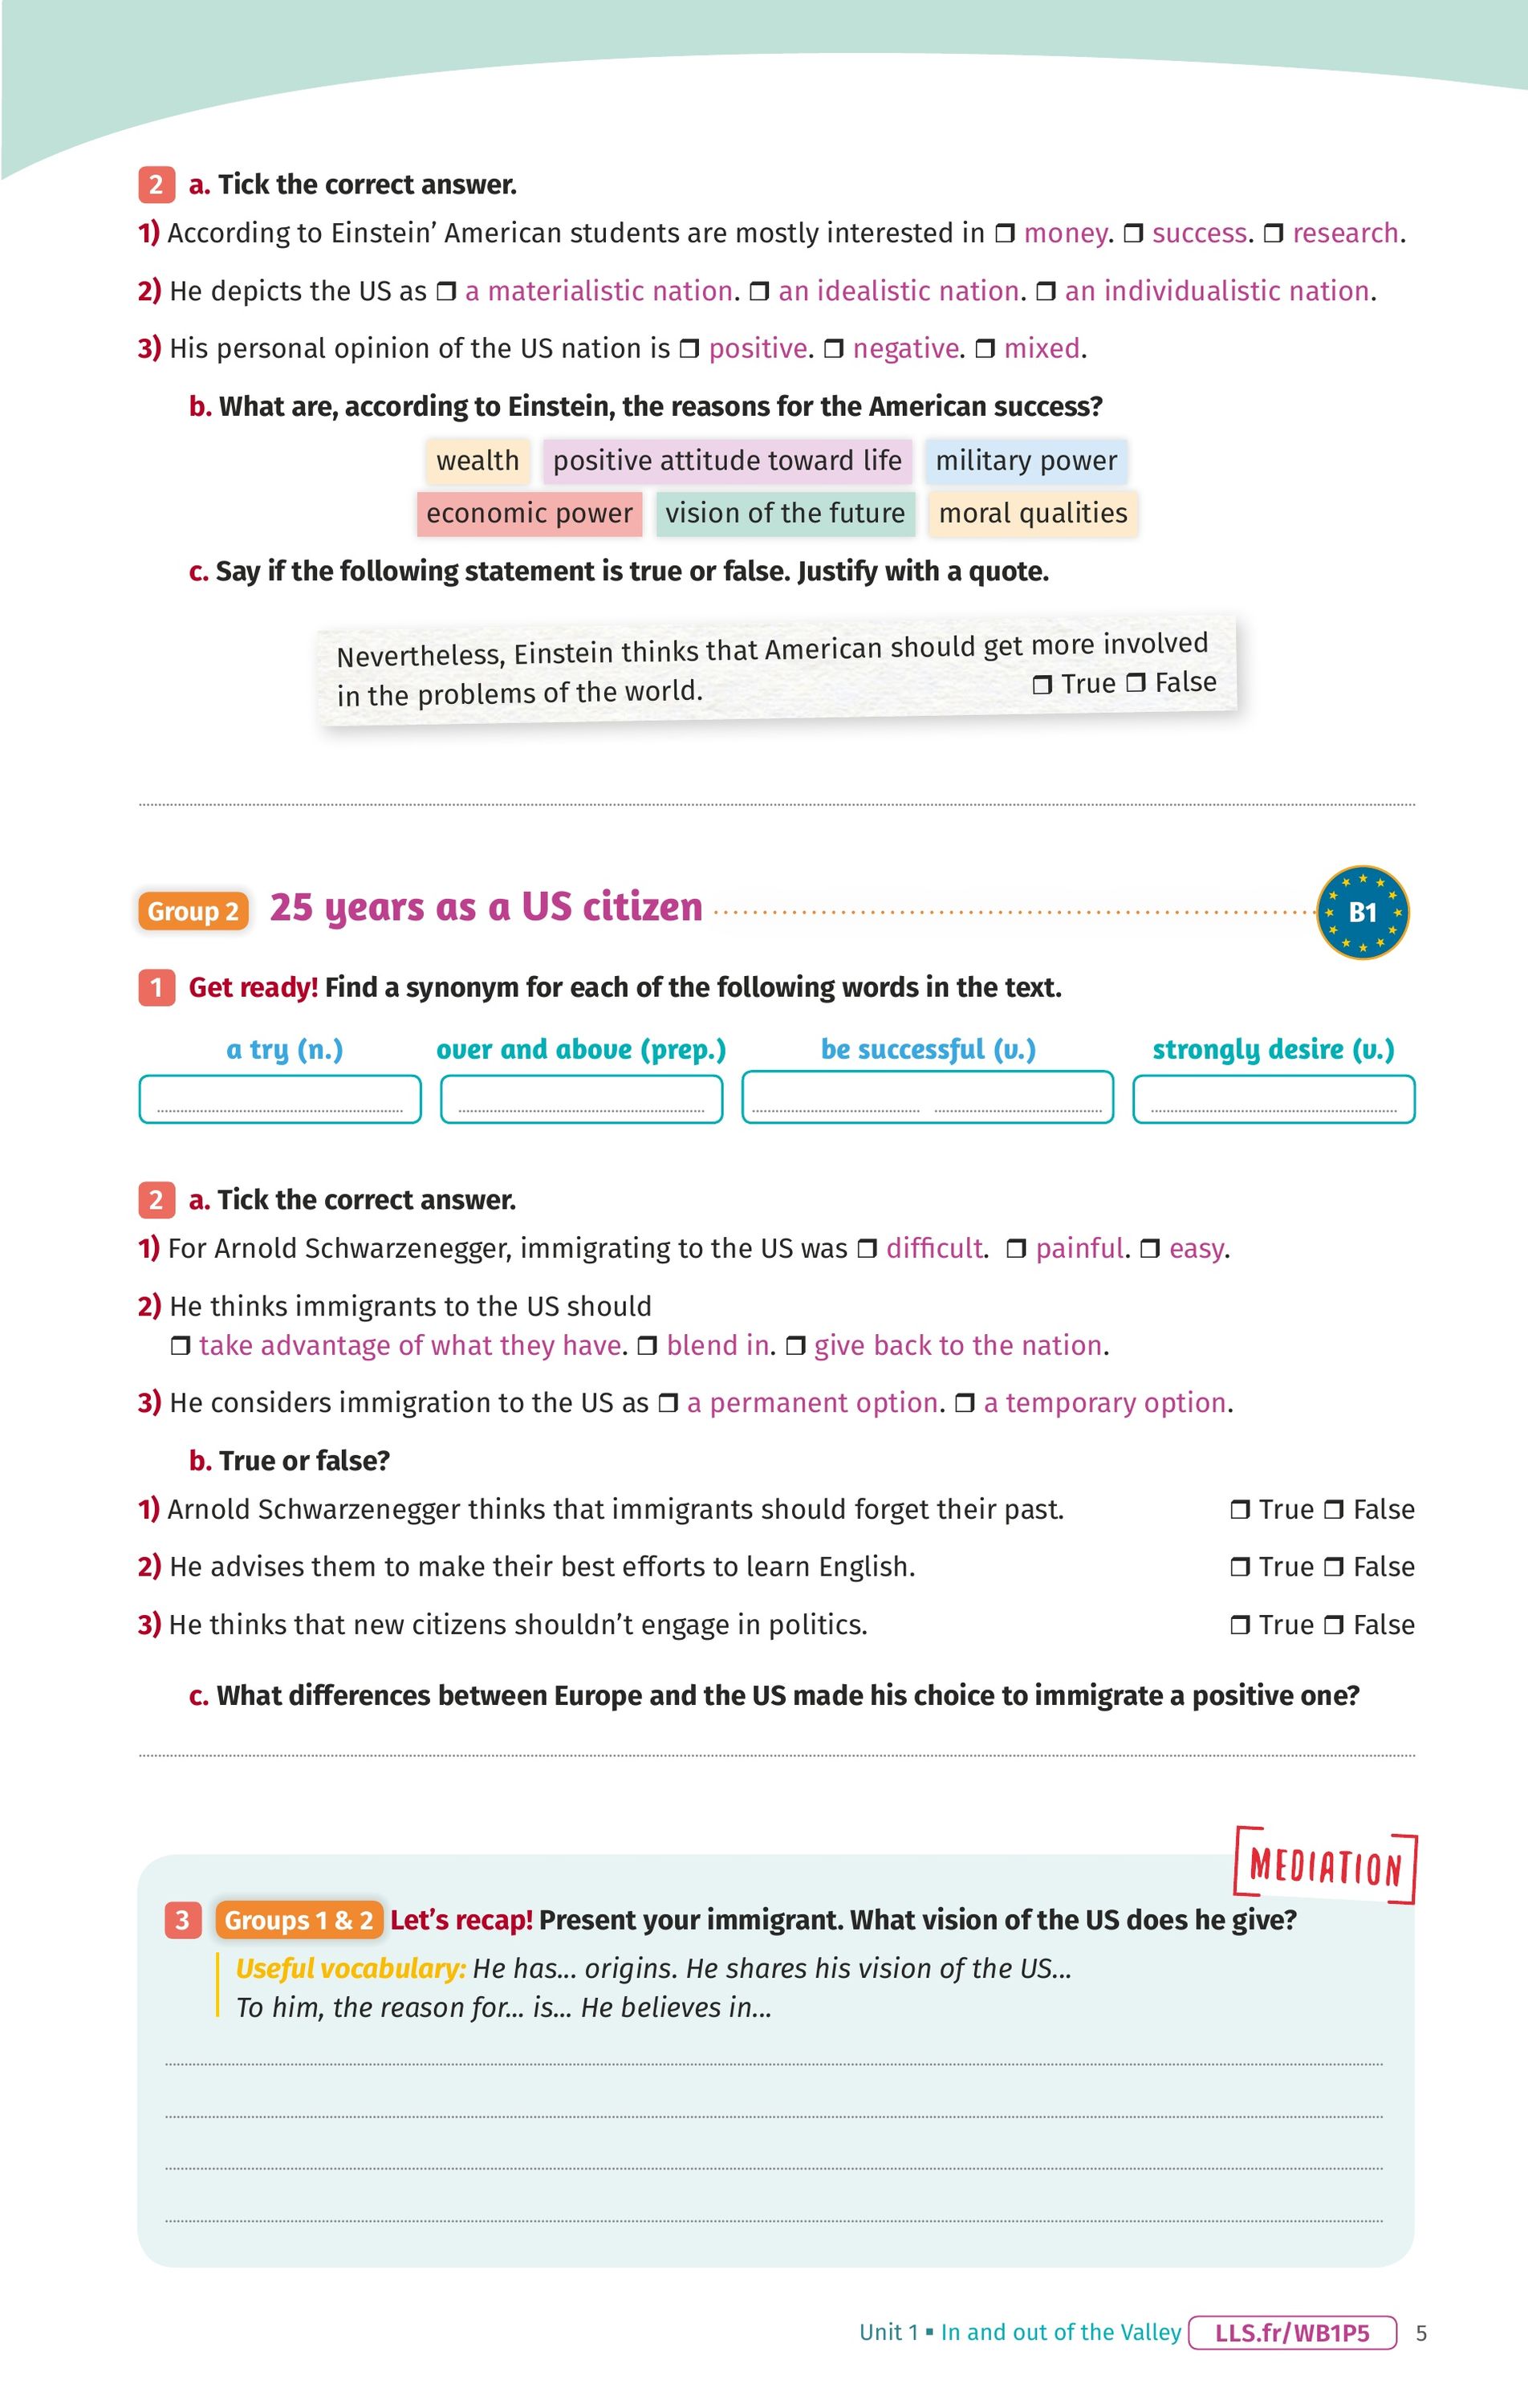 2 a. Tick the correct answer.
1) According to Einstein’ American students are mostly interested in ❒ money. ❒ success. ❒ research.
2) He depicts the US as ❒ a materialistic nation. ❒ an idealistic nation. ❒ an individualistic nation.
3) His personal opinion of the US nation is ❒ positive. ❒ negative. ❒ mixed.
b. What are, according to Einstein, the reasons for the American success?
wealth positive attitude toward life military power
economic power vision of the future moral qualities
c. Say if the following statement is true or false. Justify with a quote.
Nevertheless, Einstein thinks that American should get more involved
in the problems of the world. ❒ True ❒ False
Group 2 25 years as a US citizen B1
1 Get ready! Find a synonym for each of the following words in the text.
a try (n.) over and above (prep.) be successful (v.) strongly desire (v.)
2 a. Tick the correct answer.
1) For Arnold Schwarzenegger, immigrating to the US was ❒ difficult. ❒ painful. ❒ easy.
2) He thinks immigrants to the US should
❒ take advantage of what they have. ❒ blend in. ❒ give back to the nation.
3) He considers immigration to the US as ❒ a permanent option. ❒ a temporary option.
b. True or false?
1) Arnold Schwarzenegger thinks that immigrants should forget their past. ❒ True ❒ False
2) He advises them to make their best efforts to learn English. ❒ True ❒ False
3) He thinks that new citizens shouldn’t engage in politics. ❒ True ❒ False
c. What differences between Europe and the US made his choice to immigrate a positive one?
MEDIATION
3 Groups 1 & 2 Let’s recap! Present your immigrant. What vision of the US does he give?
Useful vocabulary: He has... origins. He shares his vision of the US...
To him, the reason for... is... He believes in...
Unit 1 ▪ In and out of the Valley LLS.fr/WB1P5 5